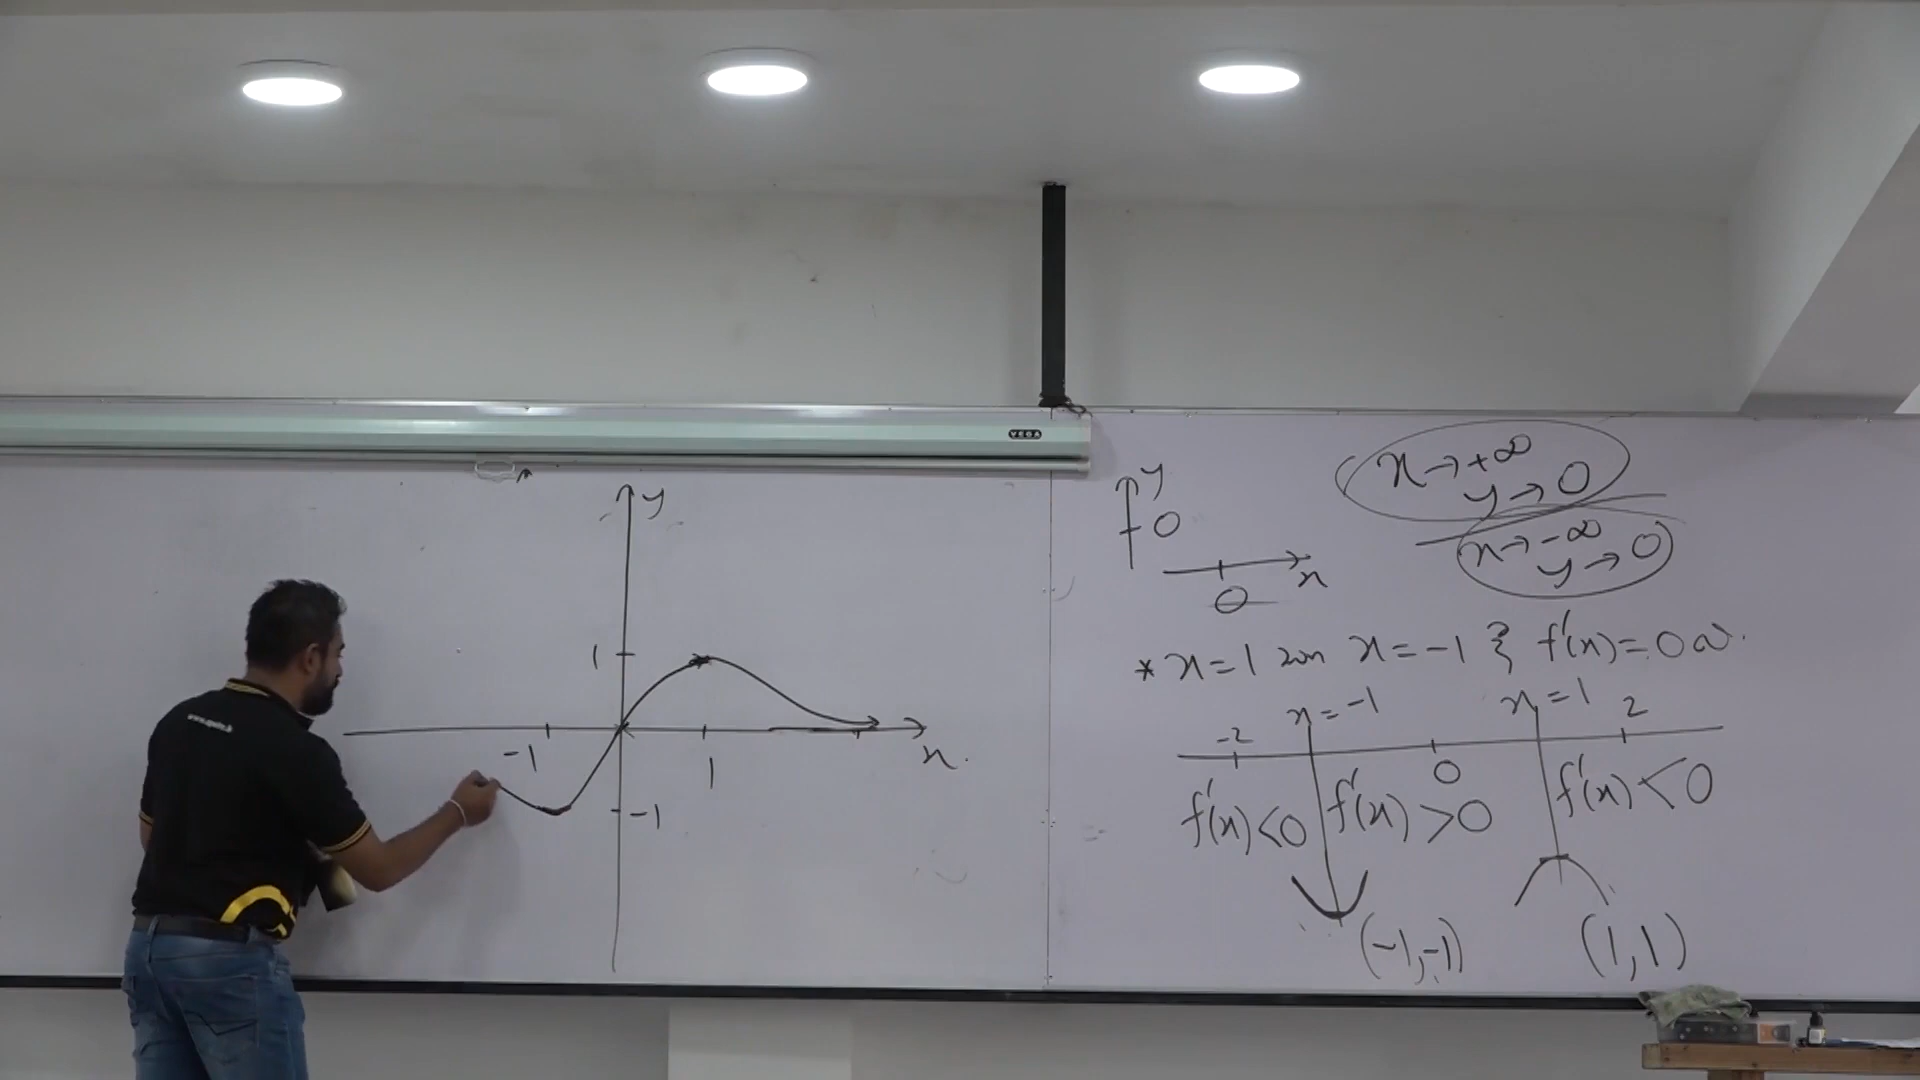 VEGA
y
1
-1
1
x.
-1
y
0
x
0
x→+∞
y→0
x→-∞
y→0
* x=1 x=-1 f'(x)=0
x=-1
x=1
-2
0
2
f'(x)<0
f'(x)>0
f'(x)<0
(-1,-1)
(1,1)